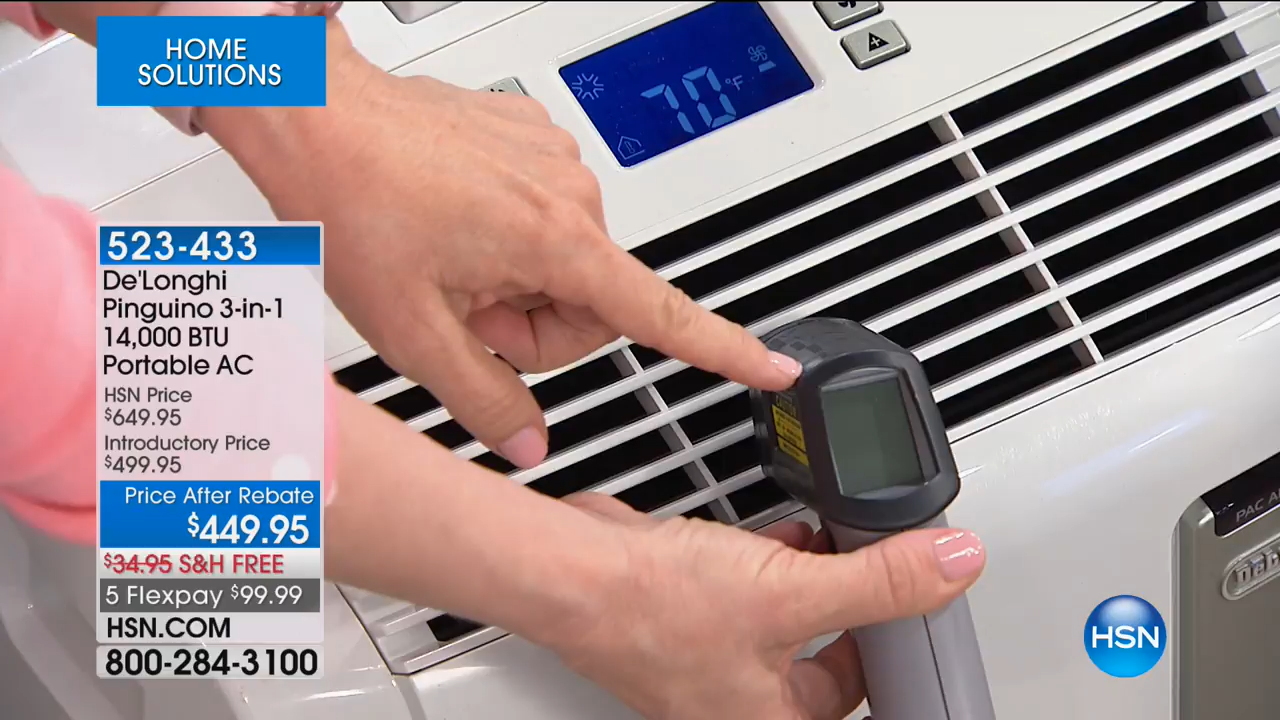 HOME
SOLUTIONS
70°F
523-433
De'Longhi
Pinguino 3-in-1
14,000 BTU
Portable AC
HSN Price
$649.95
Introductory Price
$499.95
Price After Rebate
$449.95
$34.95 S&H FREE
5 Flexpay $99.99
HSN.COM
800-284-3100
CAUTION
PAC A
HSN